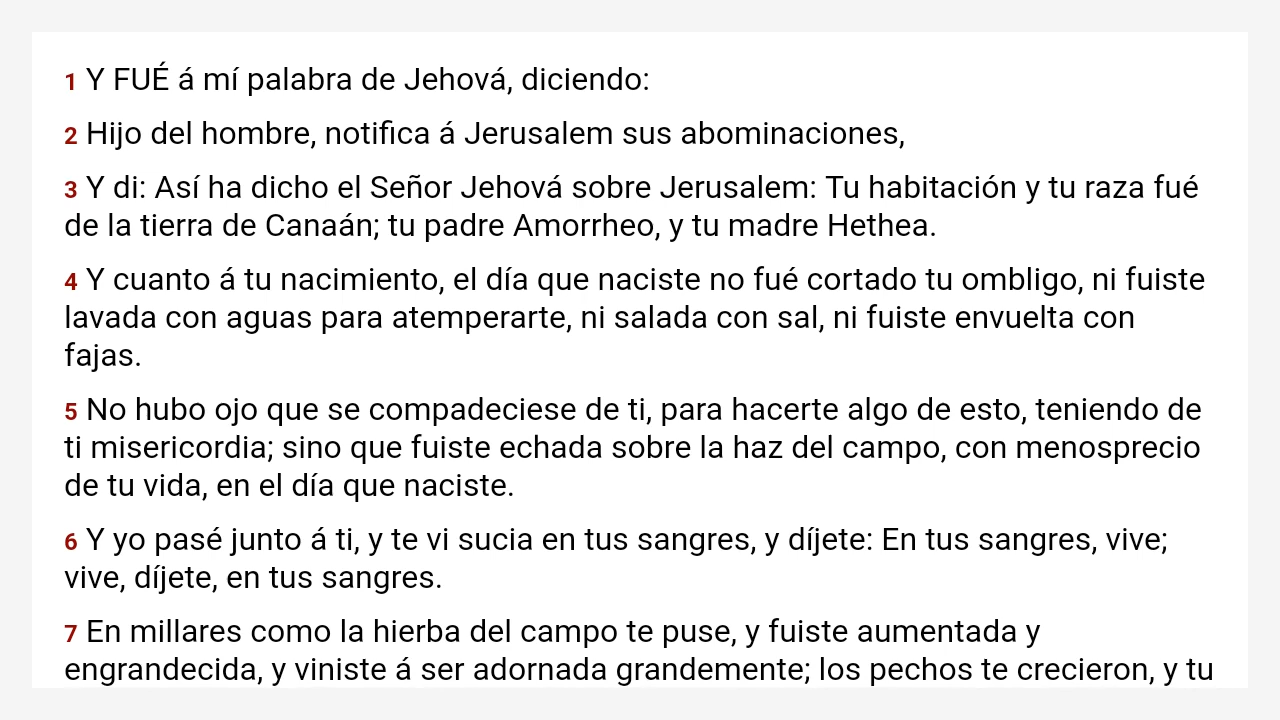 1 Y FUÉ á mí palabra de Jehová, diciendo:
2 Hijo del hombre, notifica á Jerusalem sus abominaciones,
3 Y di: Así ha dicho el Señor Jehová sobre Jerusalem: Tu habitación y tu raza fué
de la tierra de Canaán; tu padre Amorrheo, y tu madre Hethea.
4 Y cuanto á tu nacimiento, el día que naciste no fué cortado tu ombligo, ni fuiste
lavada con aguas para atemperarte, ni salada con sal, ni fuiste envuelta con
fajas.
5 No hubo ojo que se compadeciese de ti, para hacerte algo de esto, teniendo de
ti misericordia; sino que fuiste echada sobre la haz del campo, con menosprecio
de tu vida, en el día que naciste.
6 Y yo pasé junto á ti, y te vi sucia en tus sangres, y díjete: En tus sangres, vive;
vive, díjete, en tus sangres.
7 En millares como la hierba del campo te puse, y fuiste aumentada y
engrandecida, y viniste á ser adornada grandemente; los pechos te crecieron, y tu